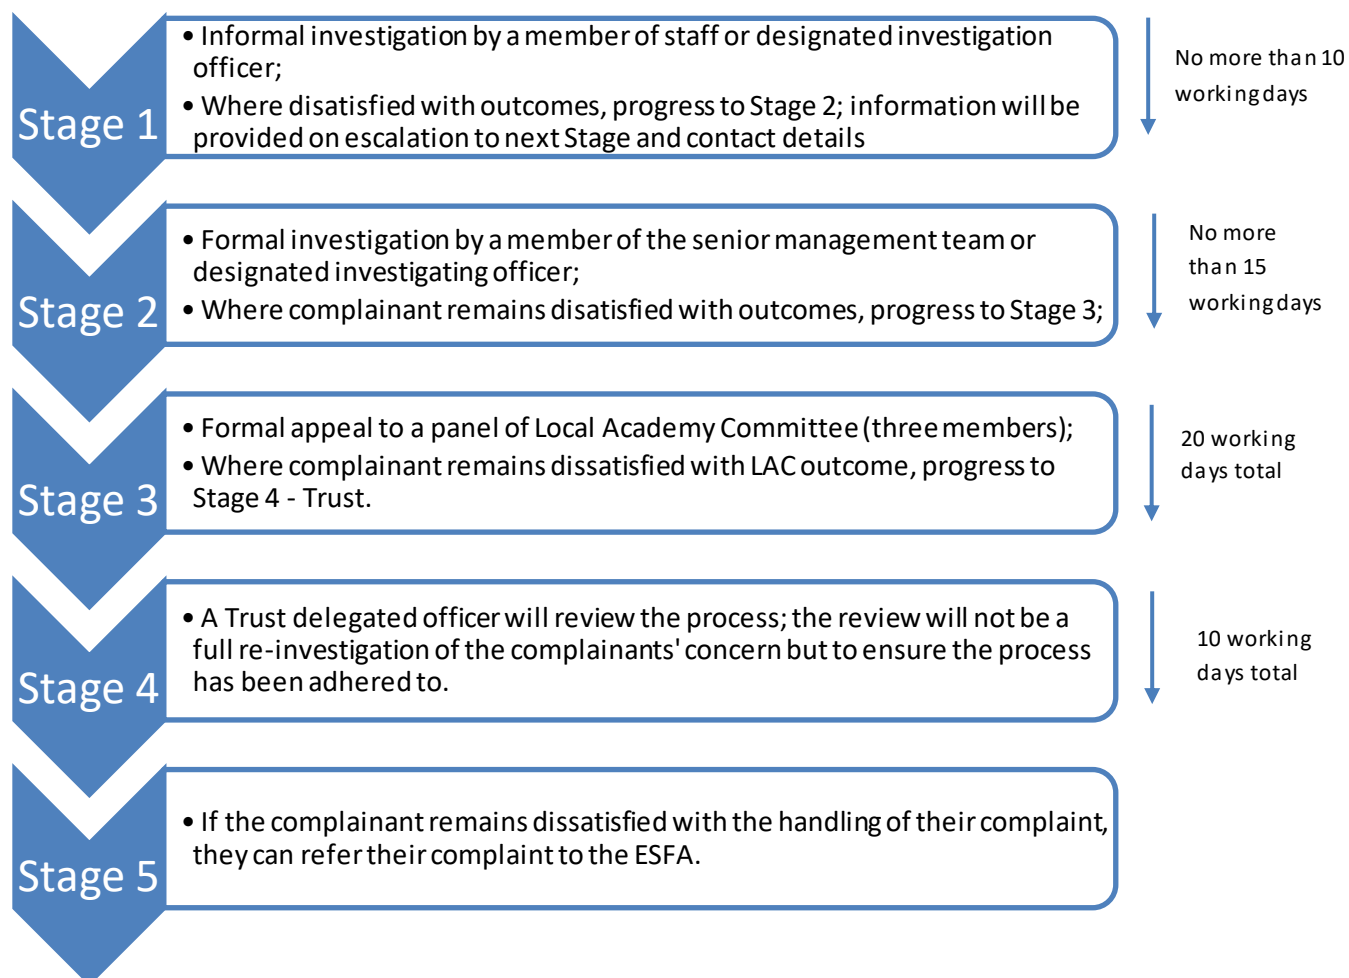 Stage 1
• Informal investigation by a member of staff or designated investigation
officer;
• Where disatisfied with outcomes, progress to Stage 2; information will be
provided on escalation to next Stage and contact details
No more than 10
working days
Stage 2
• Formal investigation by a member of the senior management team or
designated investigating officer;
• Where complainant remains disatisfied with outcomes, progress to Stage 3;
No more
than 15
working days
Stage 3
• Formal appeal to a panel of Local Academy Committee (three members);
• Where complainant remains dissatisfied with LAC outcome, progress to
Stage 4 - Trust.
20 working
days total
Stage 4
• A Trust delegated officer will review the process; the review will not be a
full re-investigation of the complainants' concern but to ensure the process
has been adhered to.
10 working
days total
Stage 5
• If the complainant remains dissatisfied with the handling of their complaint,
they can refer their complaint to the ESFA.